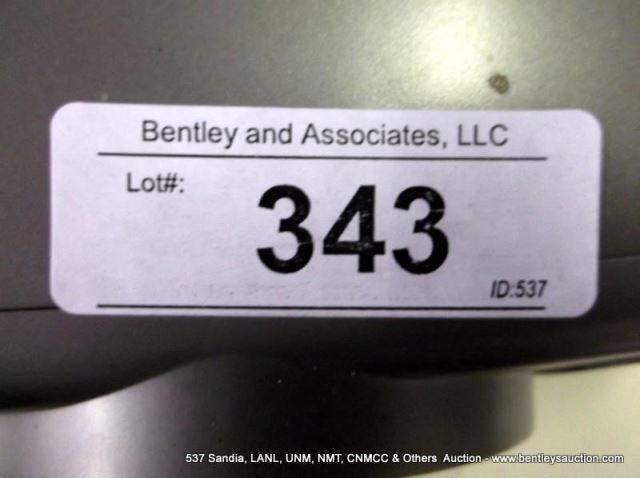 Bentley and Associates, LLC
Lot#:
343
ID:537
537 Sandia, LANL, UNM, NMT, CNMCC & Others  Auction - www.bentleysauction.com